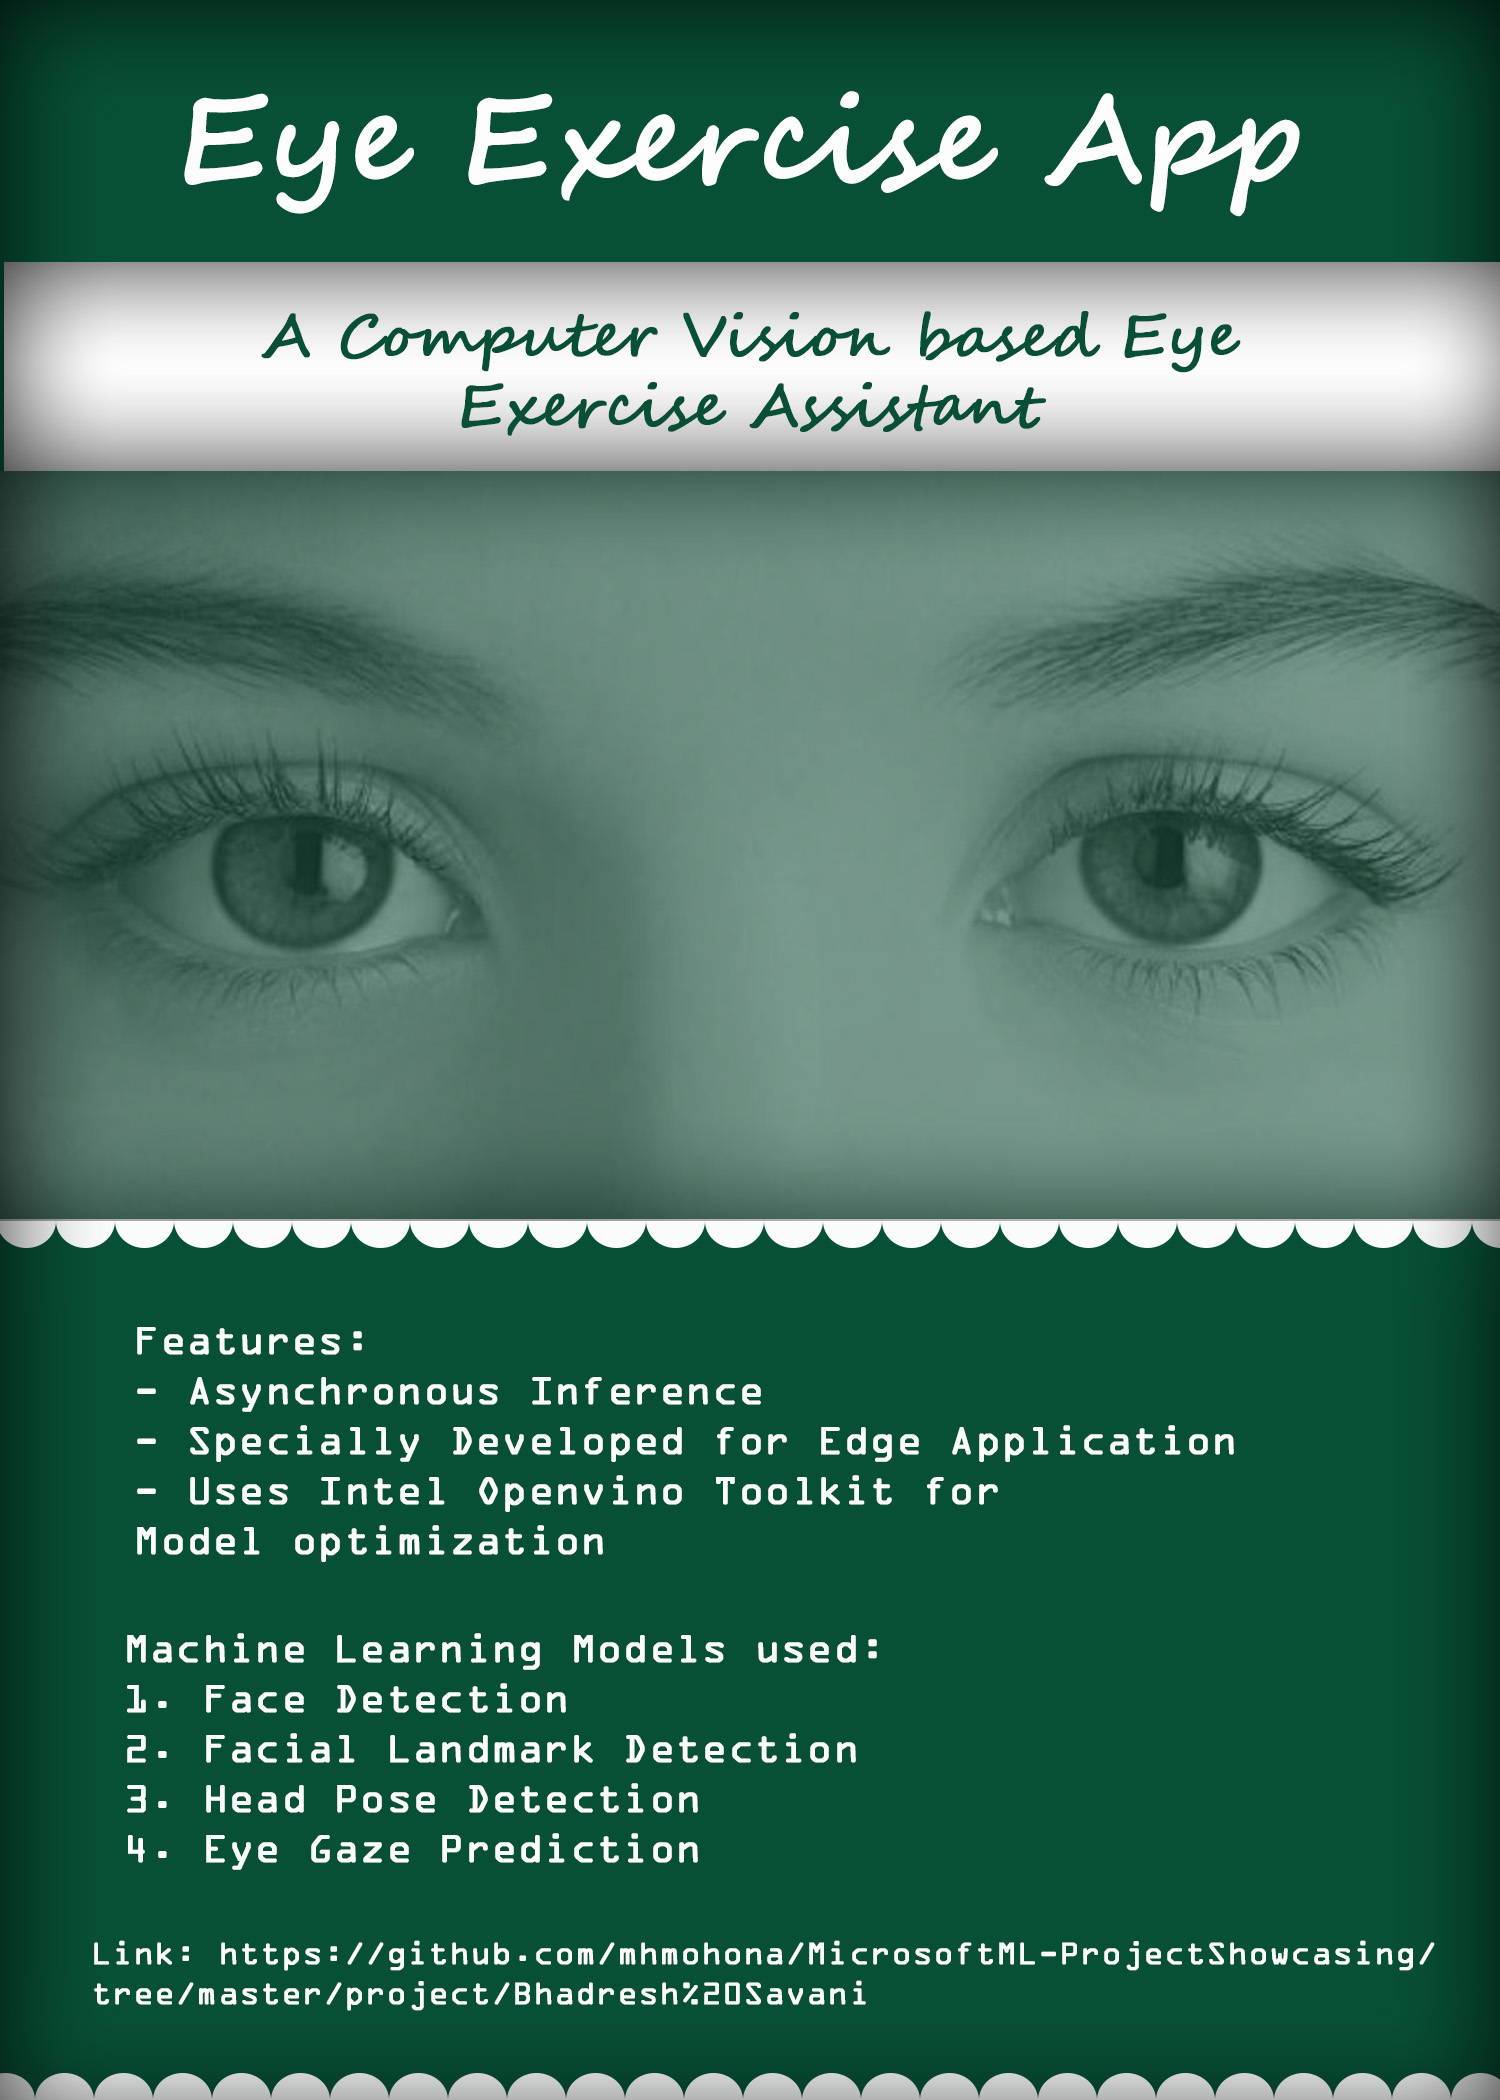 Eye Exercise App
A Computer Vision based Eye
Exercise Assistant
Features:
- Asynchronous Inference
- Specially Developed for Edge Application
- Uses Intel Openvino Toolkit for
Model optimization
Machine Learning Models used:
1. Face Detection
2. Facial Landmark Detection
3. Head Pose Detection
4. Eye Gaze Prediction
Link: https://github.com/mhmohona/MicrosoftML-ProjectShowcasing/
tree/master/project/Bhadresh%20Savani